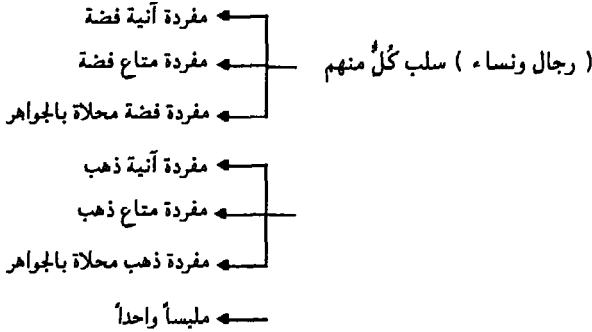 مفردة آنية فضة
( رجال ونساء ) سلب كُلٌّ منهم
مفردة متاع فضة
مفردة فضة محلاة بالجواهر
مفردة آنية ذهب
مفردة متاع ذهب
مفردة ذهب محلاة بالجواهر
ملبساً واحداً